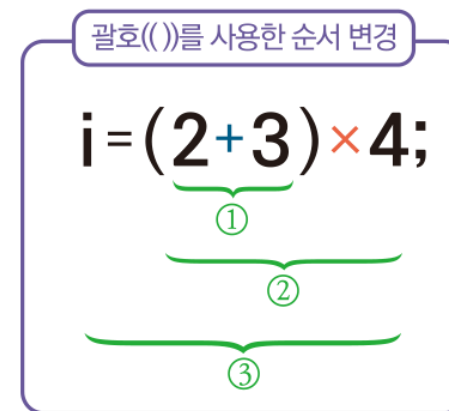 괄호(( ))를 사용한 순서 변경
i=(2+3)×4;
①
②
③